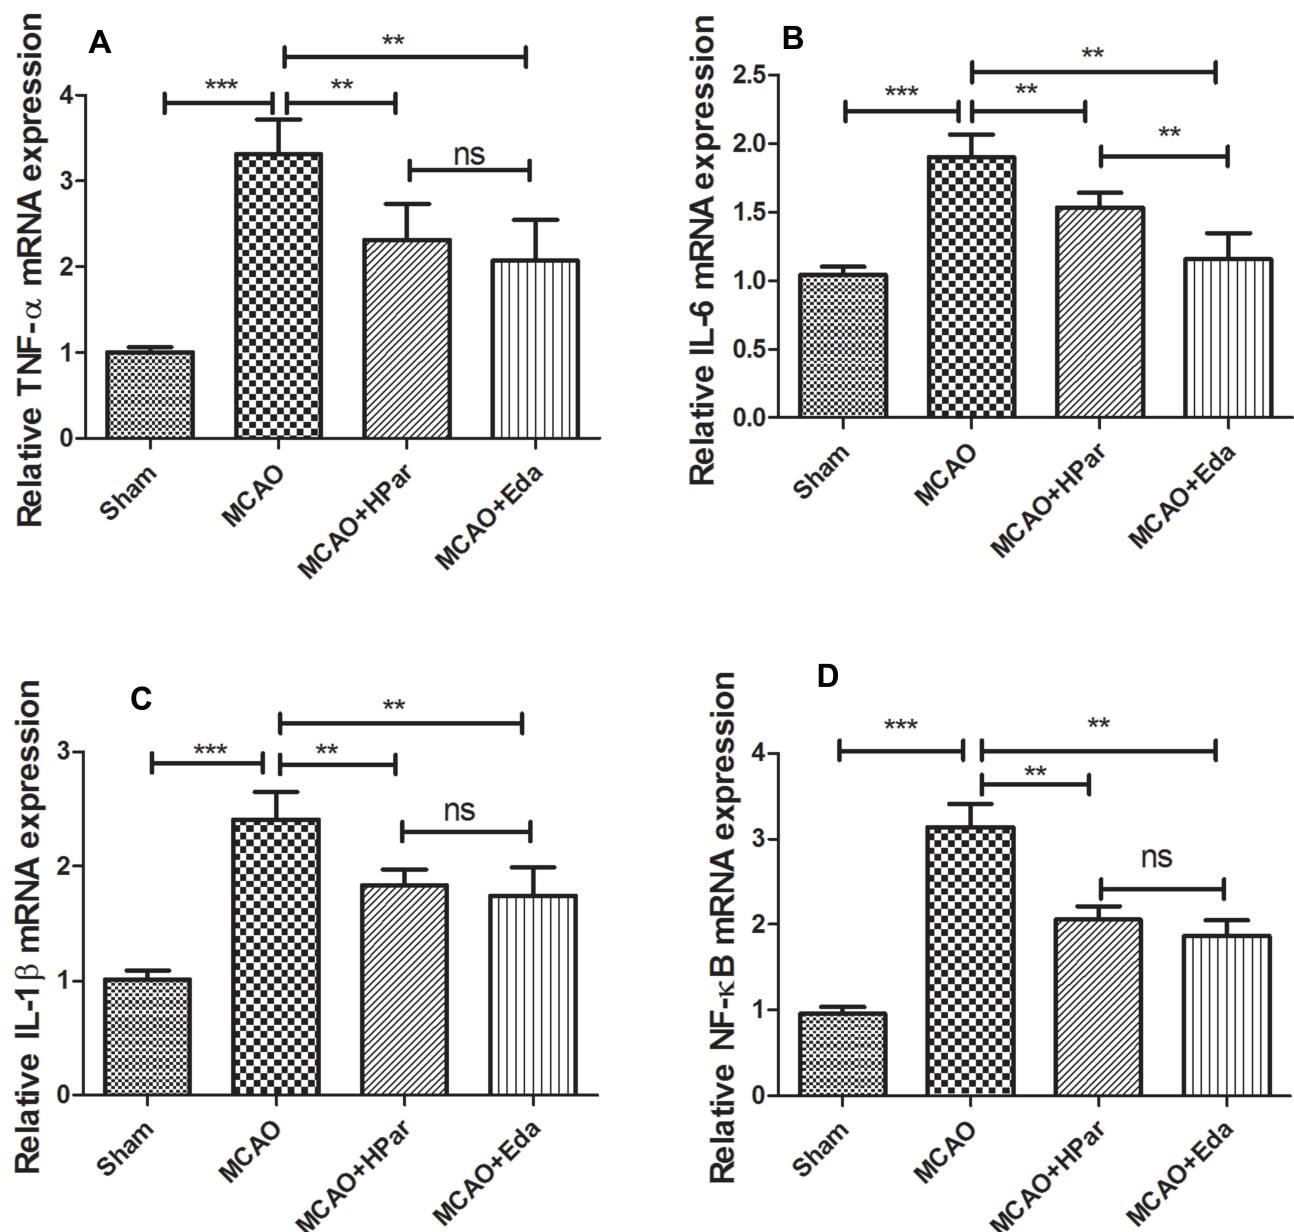 A
Relative TNF-α mRNA expression
**
***
**
ns
4
3
2
1
0
Sham
MCAO
MCAO+HPar
MCAO+Eda
B
Relative IL-6 mRNA expression
**
***
**
**
2.5
2.0
1.5
1.0
0.5
0.0
Sham
MCAO
MCAO+HPar
MCAO+Eda
C
Relative IL-1β mRNA expression
**
***
**
ns
3
2
1
0
Sham
MCAO
MCAO+HPar
MCAO+Eda
D
Relative NF-κB mRNA expression
***
**
**
ns
4
3
2
1
0
Sham
MCAO
MCAO+HPar
MCAO+Eda